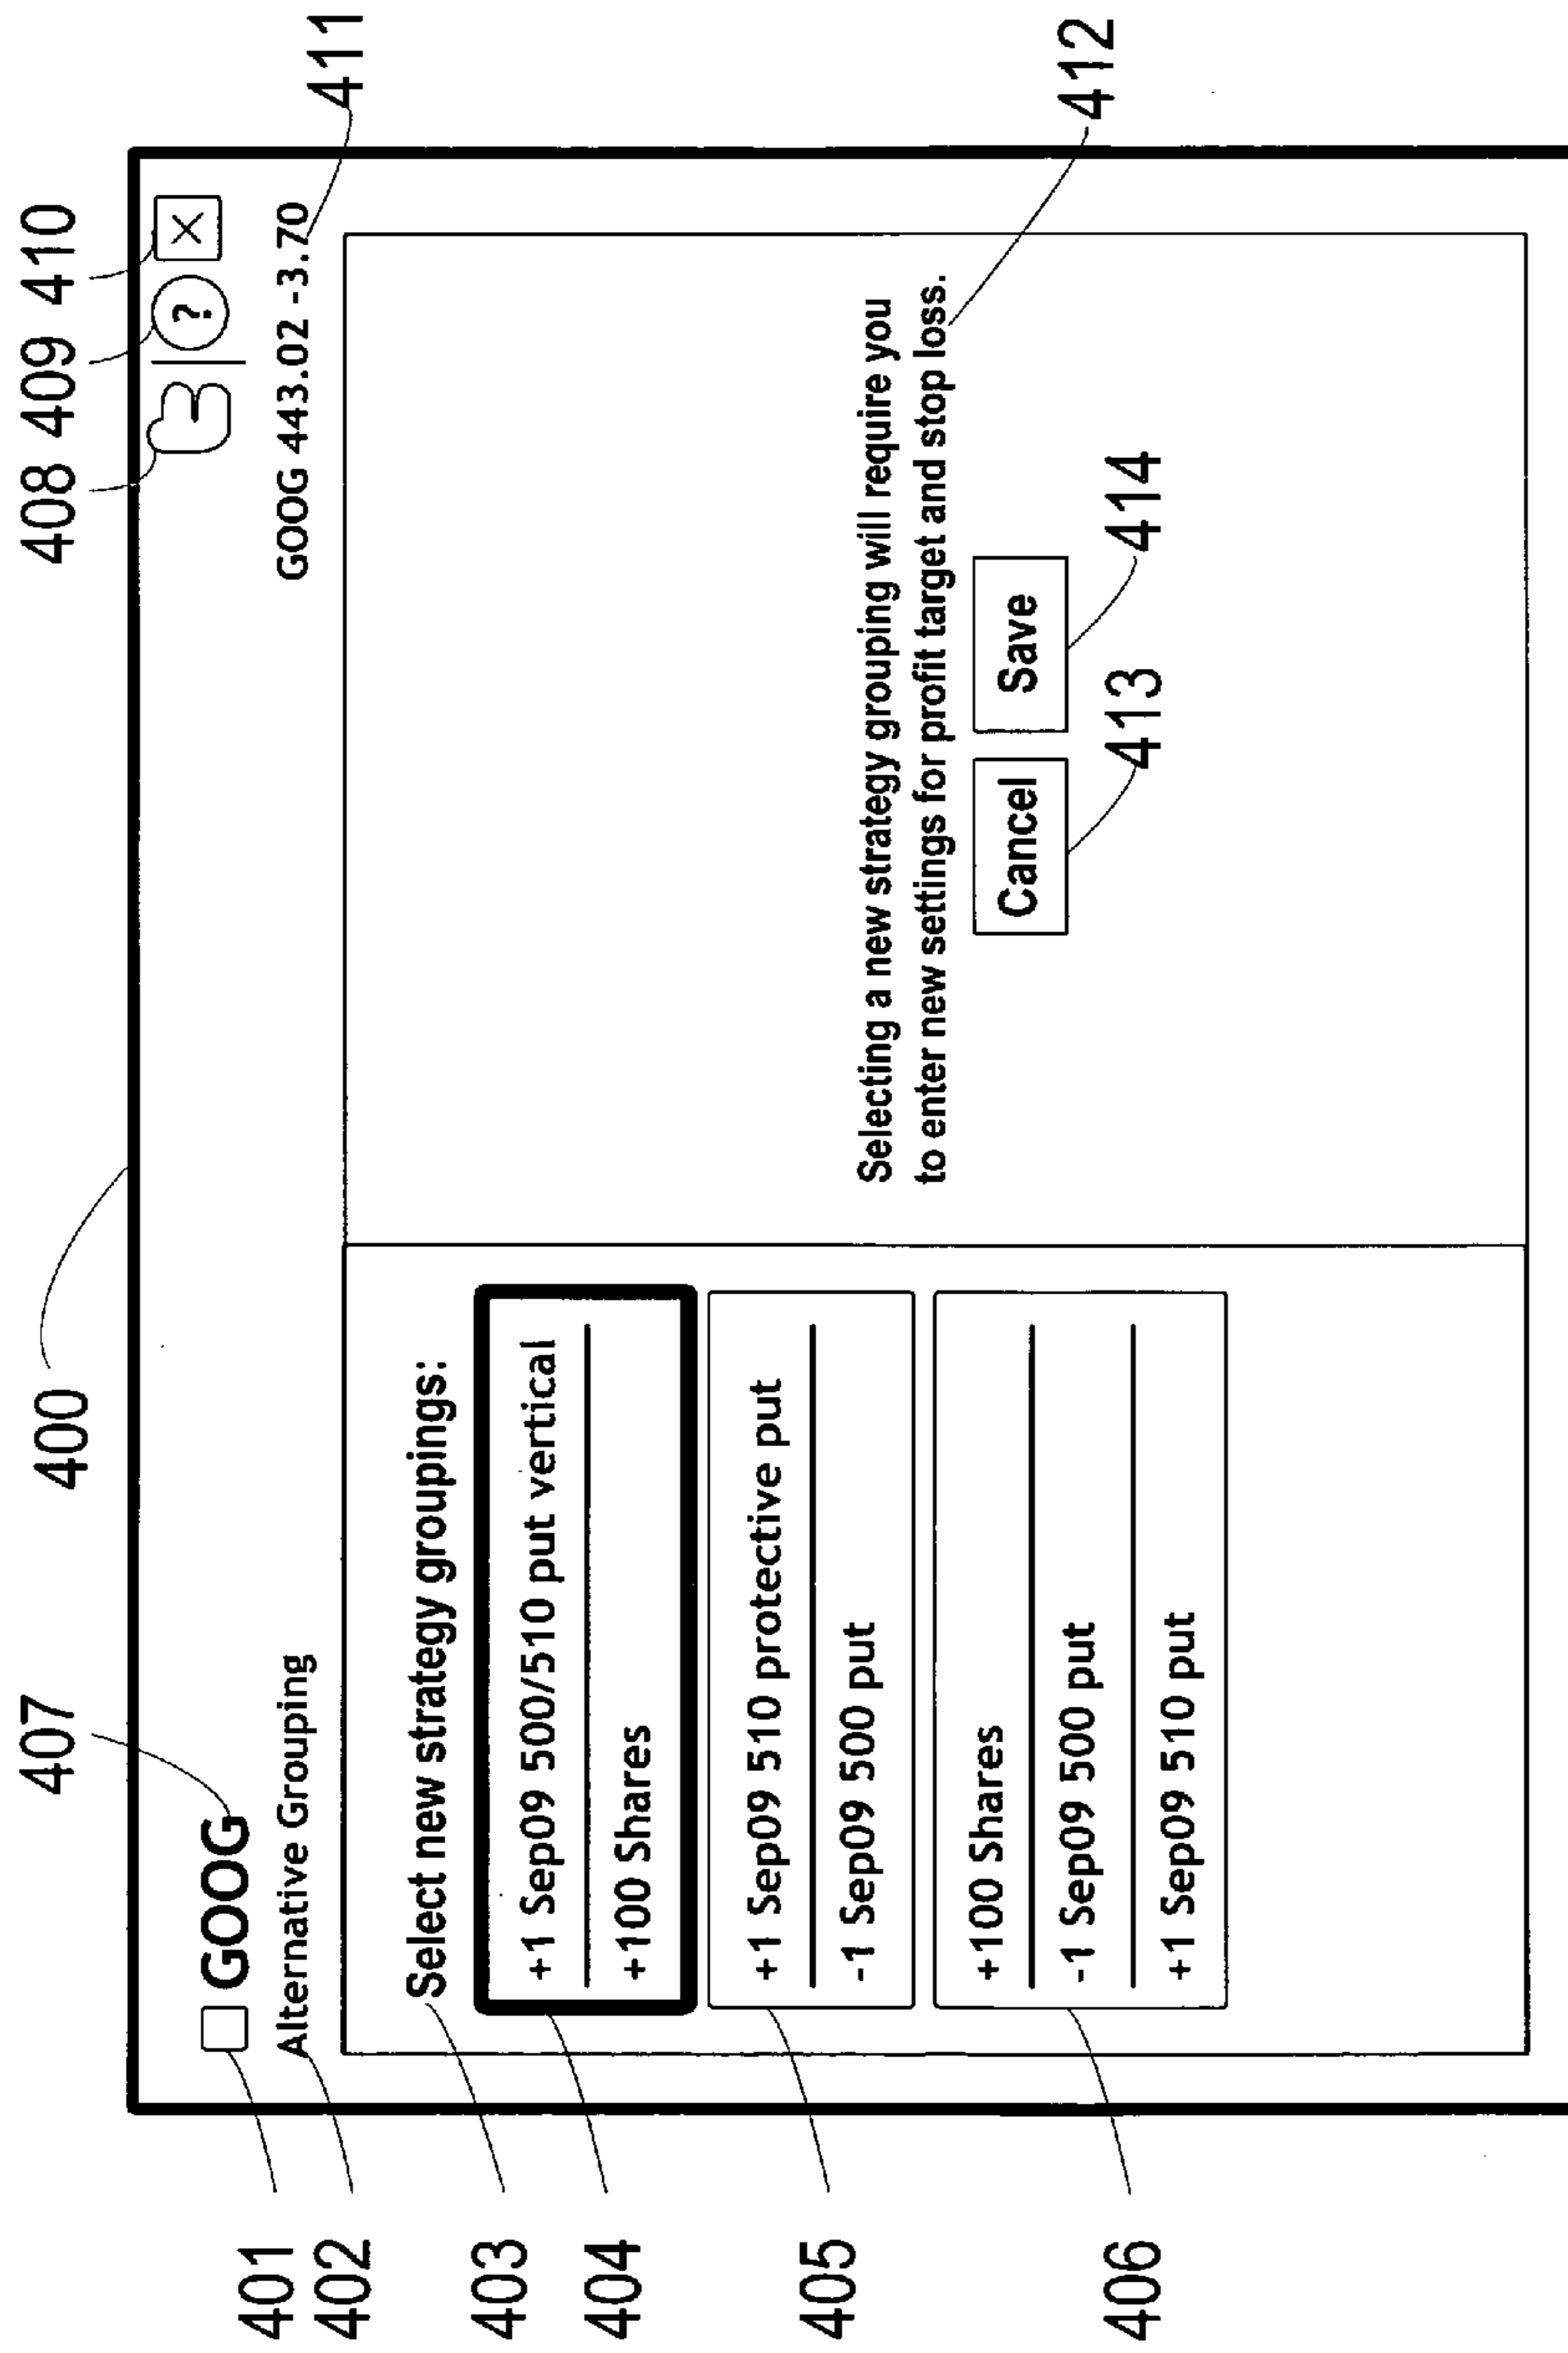 400
407
408 409 410
GOOG
? X
Alternative Grouping
GOOG 443.02 -3.70
411
401
402
403
404
405
406
Select new strategy groupings:
+1 Sep09 500/510 put vertical
+100 Shares
+1 Sep09 510 protective put
-1 Sep09 500 put
+100 Shares
-1 Sep09 500 put
+1 Sep09 510 put
Selecting a new strategy grouping will require you
to enter new settings for profit target and stop loss.
412
Cancel Save
413 414